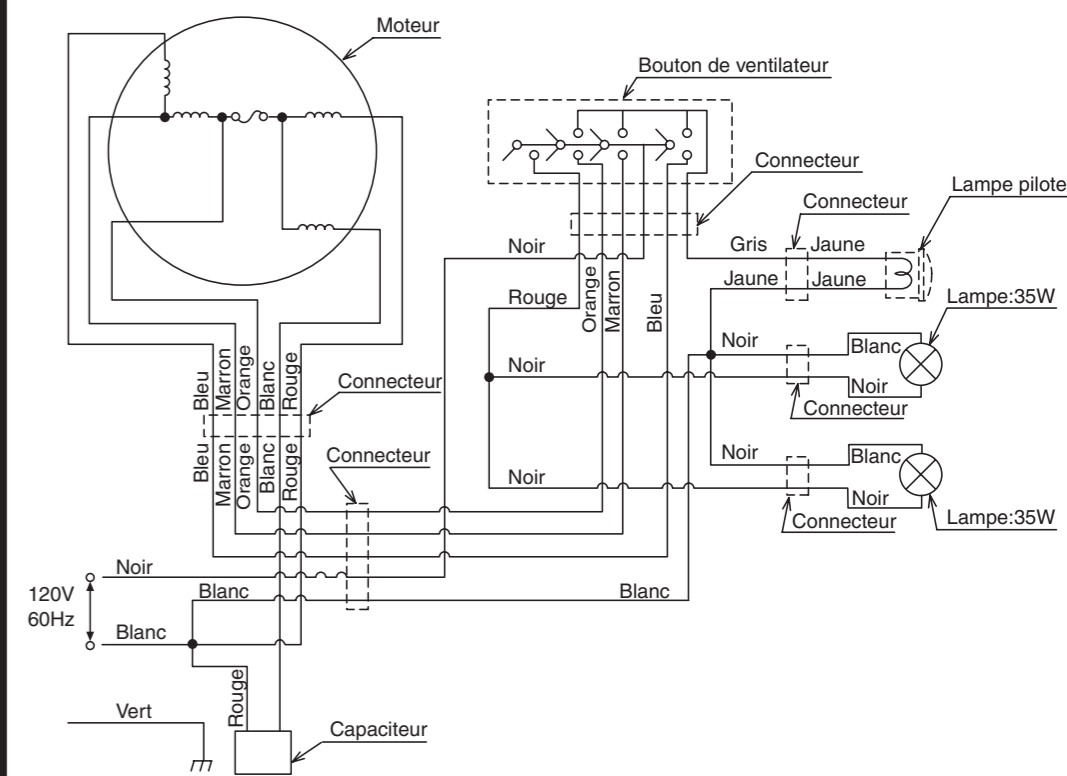 Moteur
Bouton de ventilateur
Connecteur
Lampe pilote
Connecteur
Gris
Jaune
Jaune
Jaune
Noir
Orange
Marron
Bleu
Rouge
Lampe:35W
Noir
Blanc
Noir
Noir
Connecteur
Bleu
Marron
Orange
Blanc
Rouge
Connecteur
Bleu
Marron
Orange
Blanc
Rouge
Connecteur
Noir
Blanc
Noir
Noir
Connecteur
Lampe:35W
120V
60Hz
Noir
Blanc
Blanc
Blanc
Rouge
Vert
Capaciteur